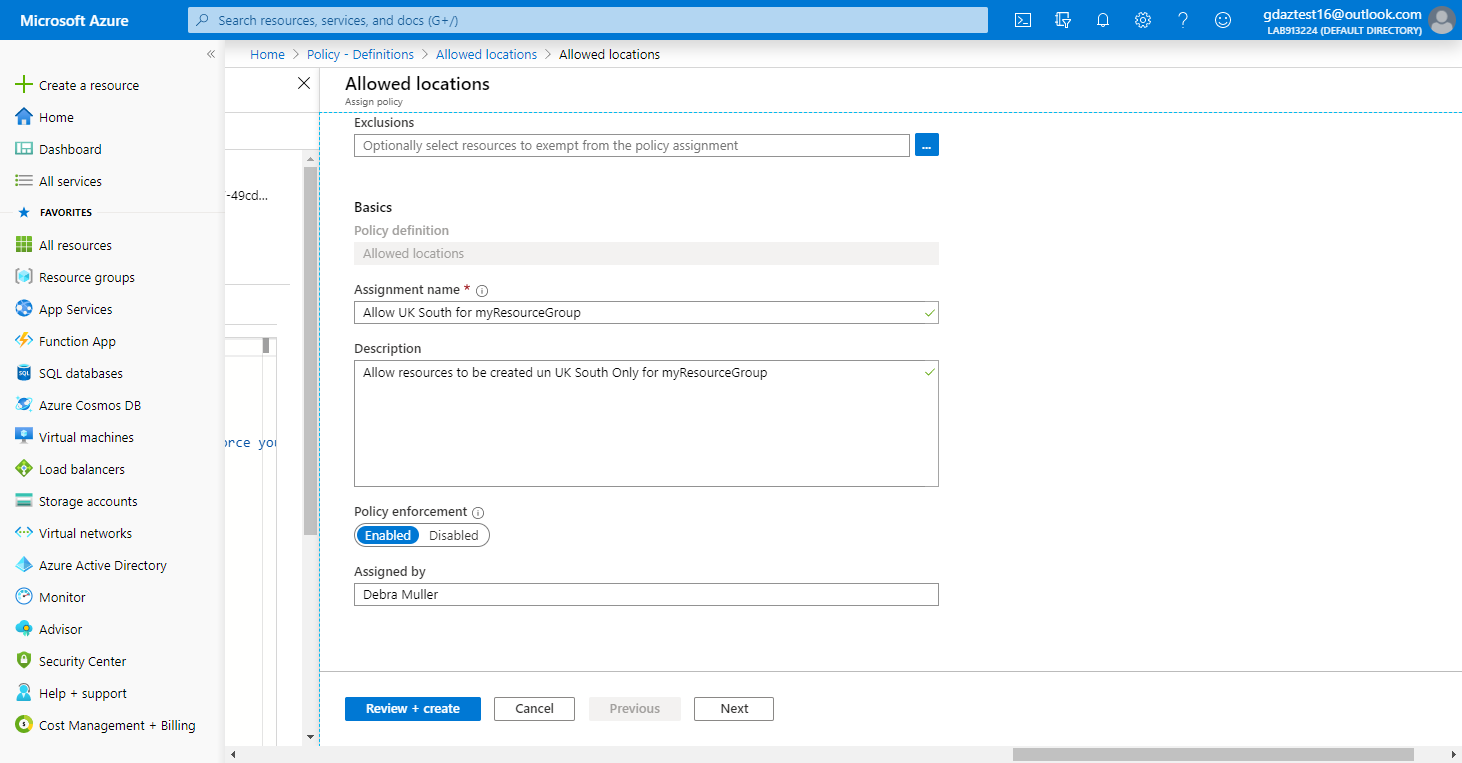 Microsoft Azure
Search resources, services, and docs (G+/)
gdaztest16@outlook.com
LAB913224 (DEFAULT DIRECTORY)
«
Create a resource
Home
Dashboard
All services
FAVORITES
All resources
Resource groups
App Services
Function App
SQL databases
Azure Cosmos DB
Virtual machines
Load balancers
Storage accounts
Virtual networks
Azure Active Directory
Monitor
Advisor
Security Center
Help + support
Cost Management + Billing
Home > Policy - Definitions > Allowed locations > Allowed locations
-49cd...
orce you
Allowed locations
Assign policy
Exclusions
Optionally select resources to exempt from the policy assignment
...
Basics
Policy definition
Allowed locations
Assignment name *
Allow UK South for myResourceGroup
Description
Allow resources to be created un UK South Only for myResourceGroup
Policy enforcement
Enabled Disabled
Assigned by
Debra Muller
Review + create Cancel Previous Next